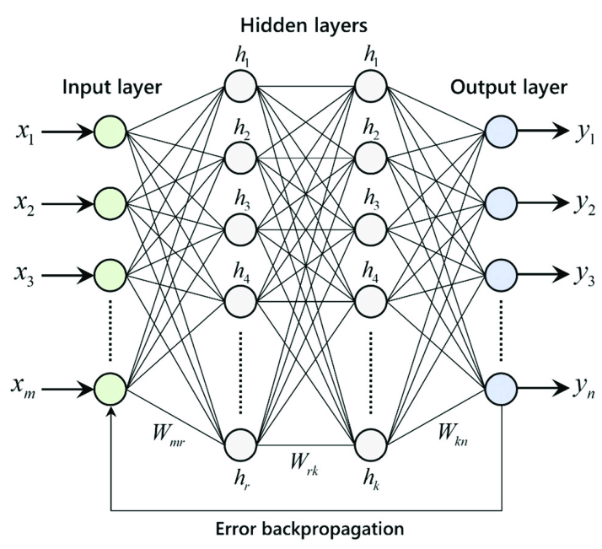 Hidden layers
Input layer
Output layer
h₁
h₁
x₁
y₁
h₂
h₂
x₂
y₂
h₃
h₃
x₃
y₃
h₄
h₄
xₘ
yₙ
Wₘᵣ
Wᵣₖ
Wₖₙ
hᵣ
hₖ
Error backpropagation